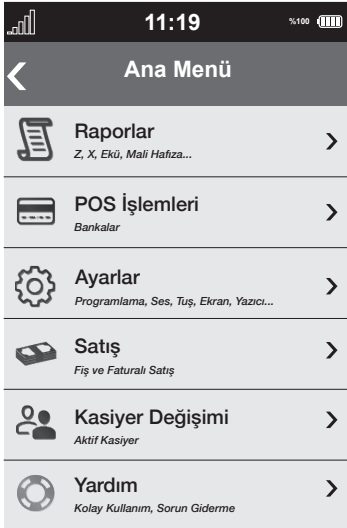 11:19 %100
Ana Menü
Raporlar
Z, X, Ekü, Mali Hafıza...
POS İşlemleri
Bankalar
Ayarlar
Programlama, Ses, Tuş, Ekran, Yazıcı...
Satış
Fiş ve Faturalı Satış
Kasiyer Değişimi
Aktif Kasiyer
Yardım
Kolay Kullanım, Sorun Giderme